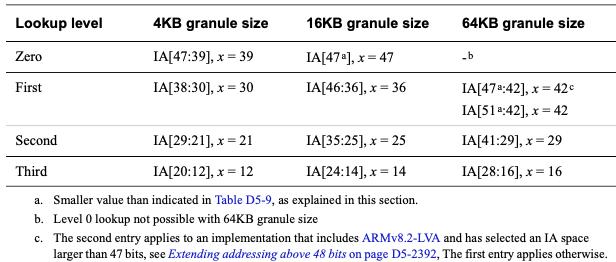 Lookup level 4KB granule size 16KB granule size 64KB granule size
Zero IA[47:39], x = 39 IA[47a], x = 47 -b
First IA[38:30], x = 30 IA[46:36], x = 36 IA[47a:42], x = 42c
IA[51a:42], x = 42
Second IA[29:21], x = 21 IA[35:25], x = 25 IA[41:29], x = 29
Third IA[20:12], x = 12 IA[24:14], x = 14 IA[28:16], x = 16
a. Smaller value than indicated in Table D5-9, as explained in this section.
b. Level 0 lookup not possible with 64KB granule size
c. The second entry applies to an implementation that includes ARMv8.2-LVA and has selected an IA space
larger than 47 bits, see Extending addressing above 48 bits on page D5-2392, The first entry applies otherwise.